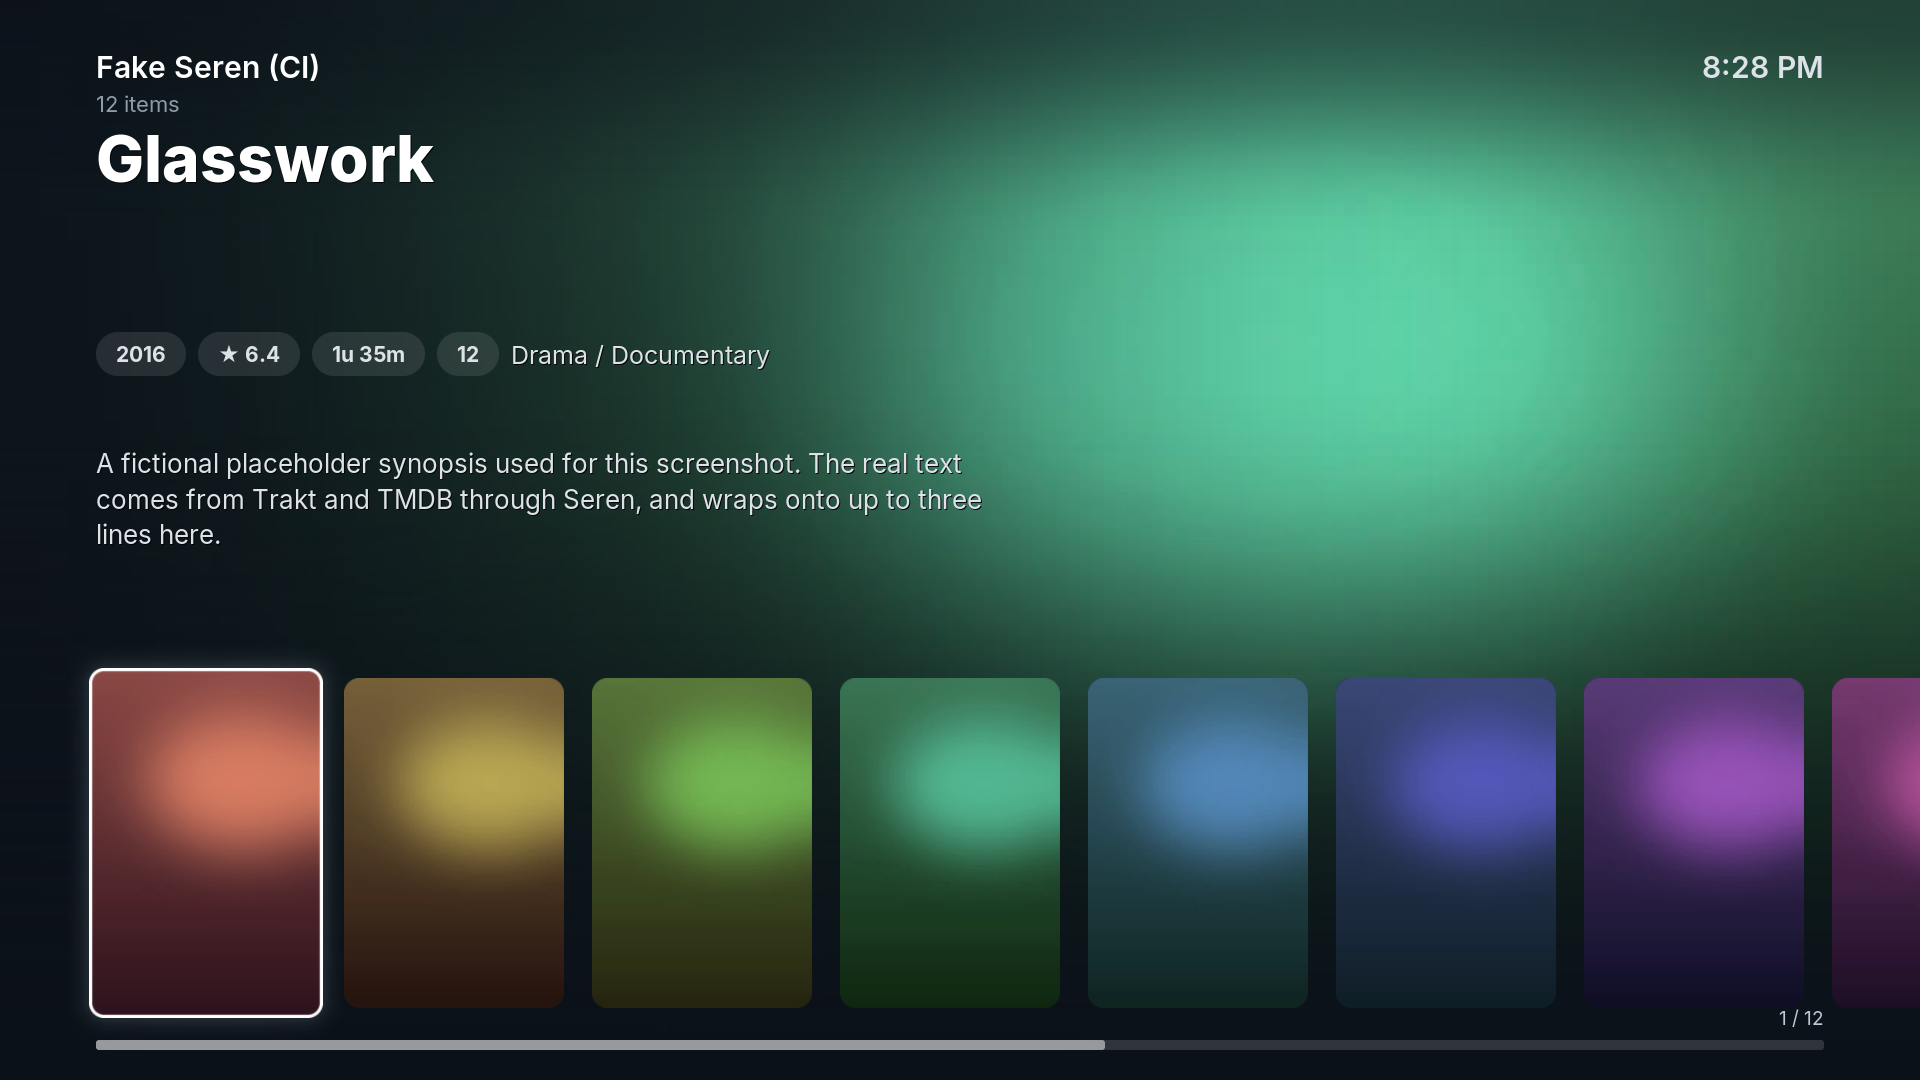 Fake Seren (CI)
8:28 PM
12 items
Glasswork
2016 ★ 6.4 1u 35m 12 Drama / Documentary
A fictional placeholder synopsis used for this screenshot. The real text
comes from Trakt and TMDB through Seren, and wraps onto up to three
lines here.
1 / 12